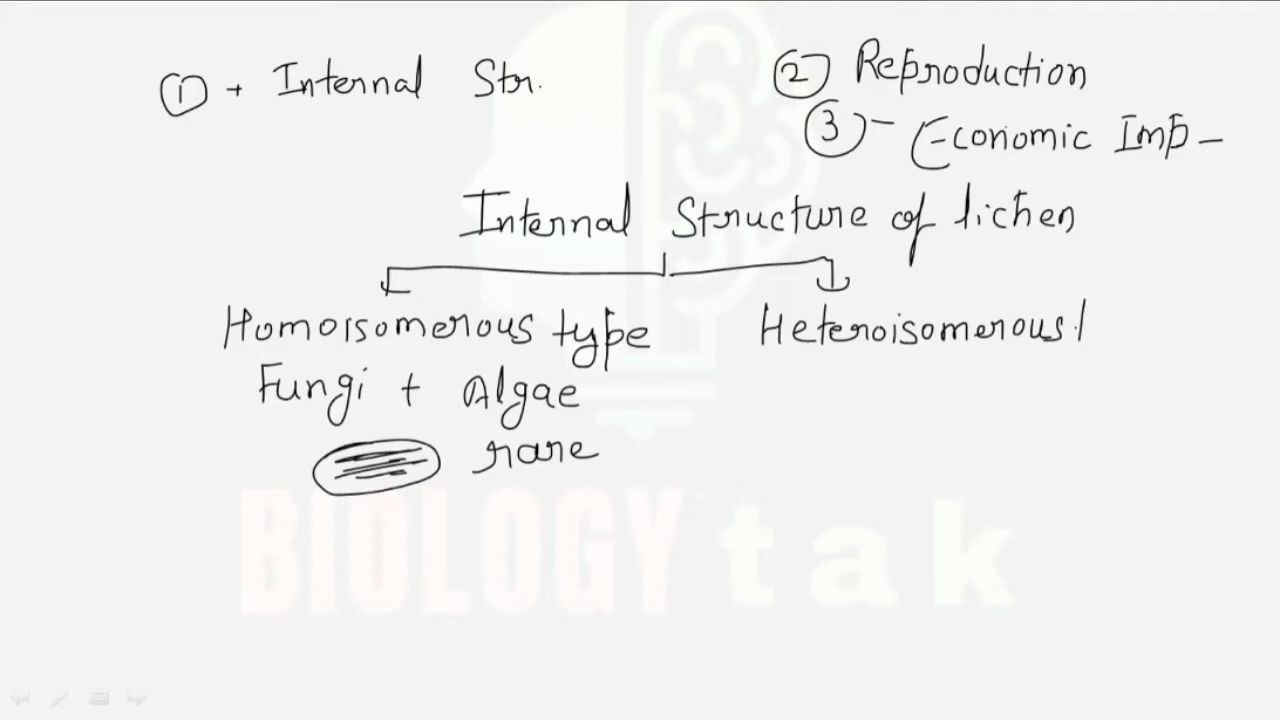 ① + Internal Str.
② Reproduction
③ - Economic Imp -
Internal Structure of lichen
Homoisomerous type
Heteroisomerous
Fungi + Algae
rare
BIOLOGY tak